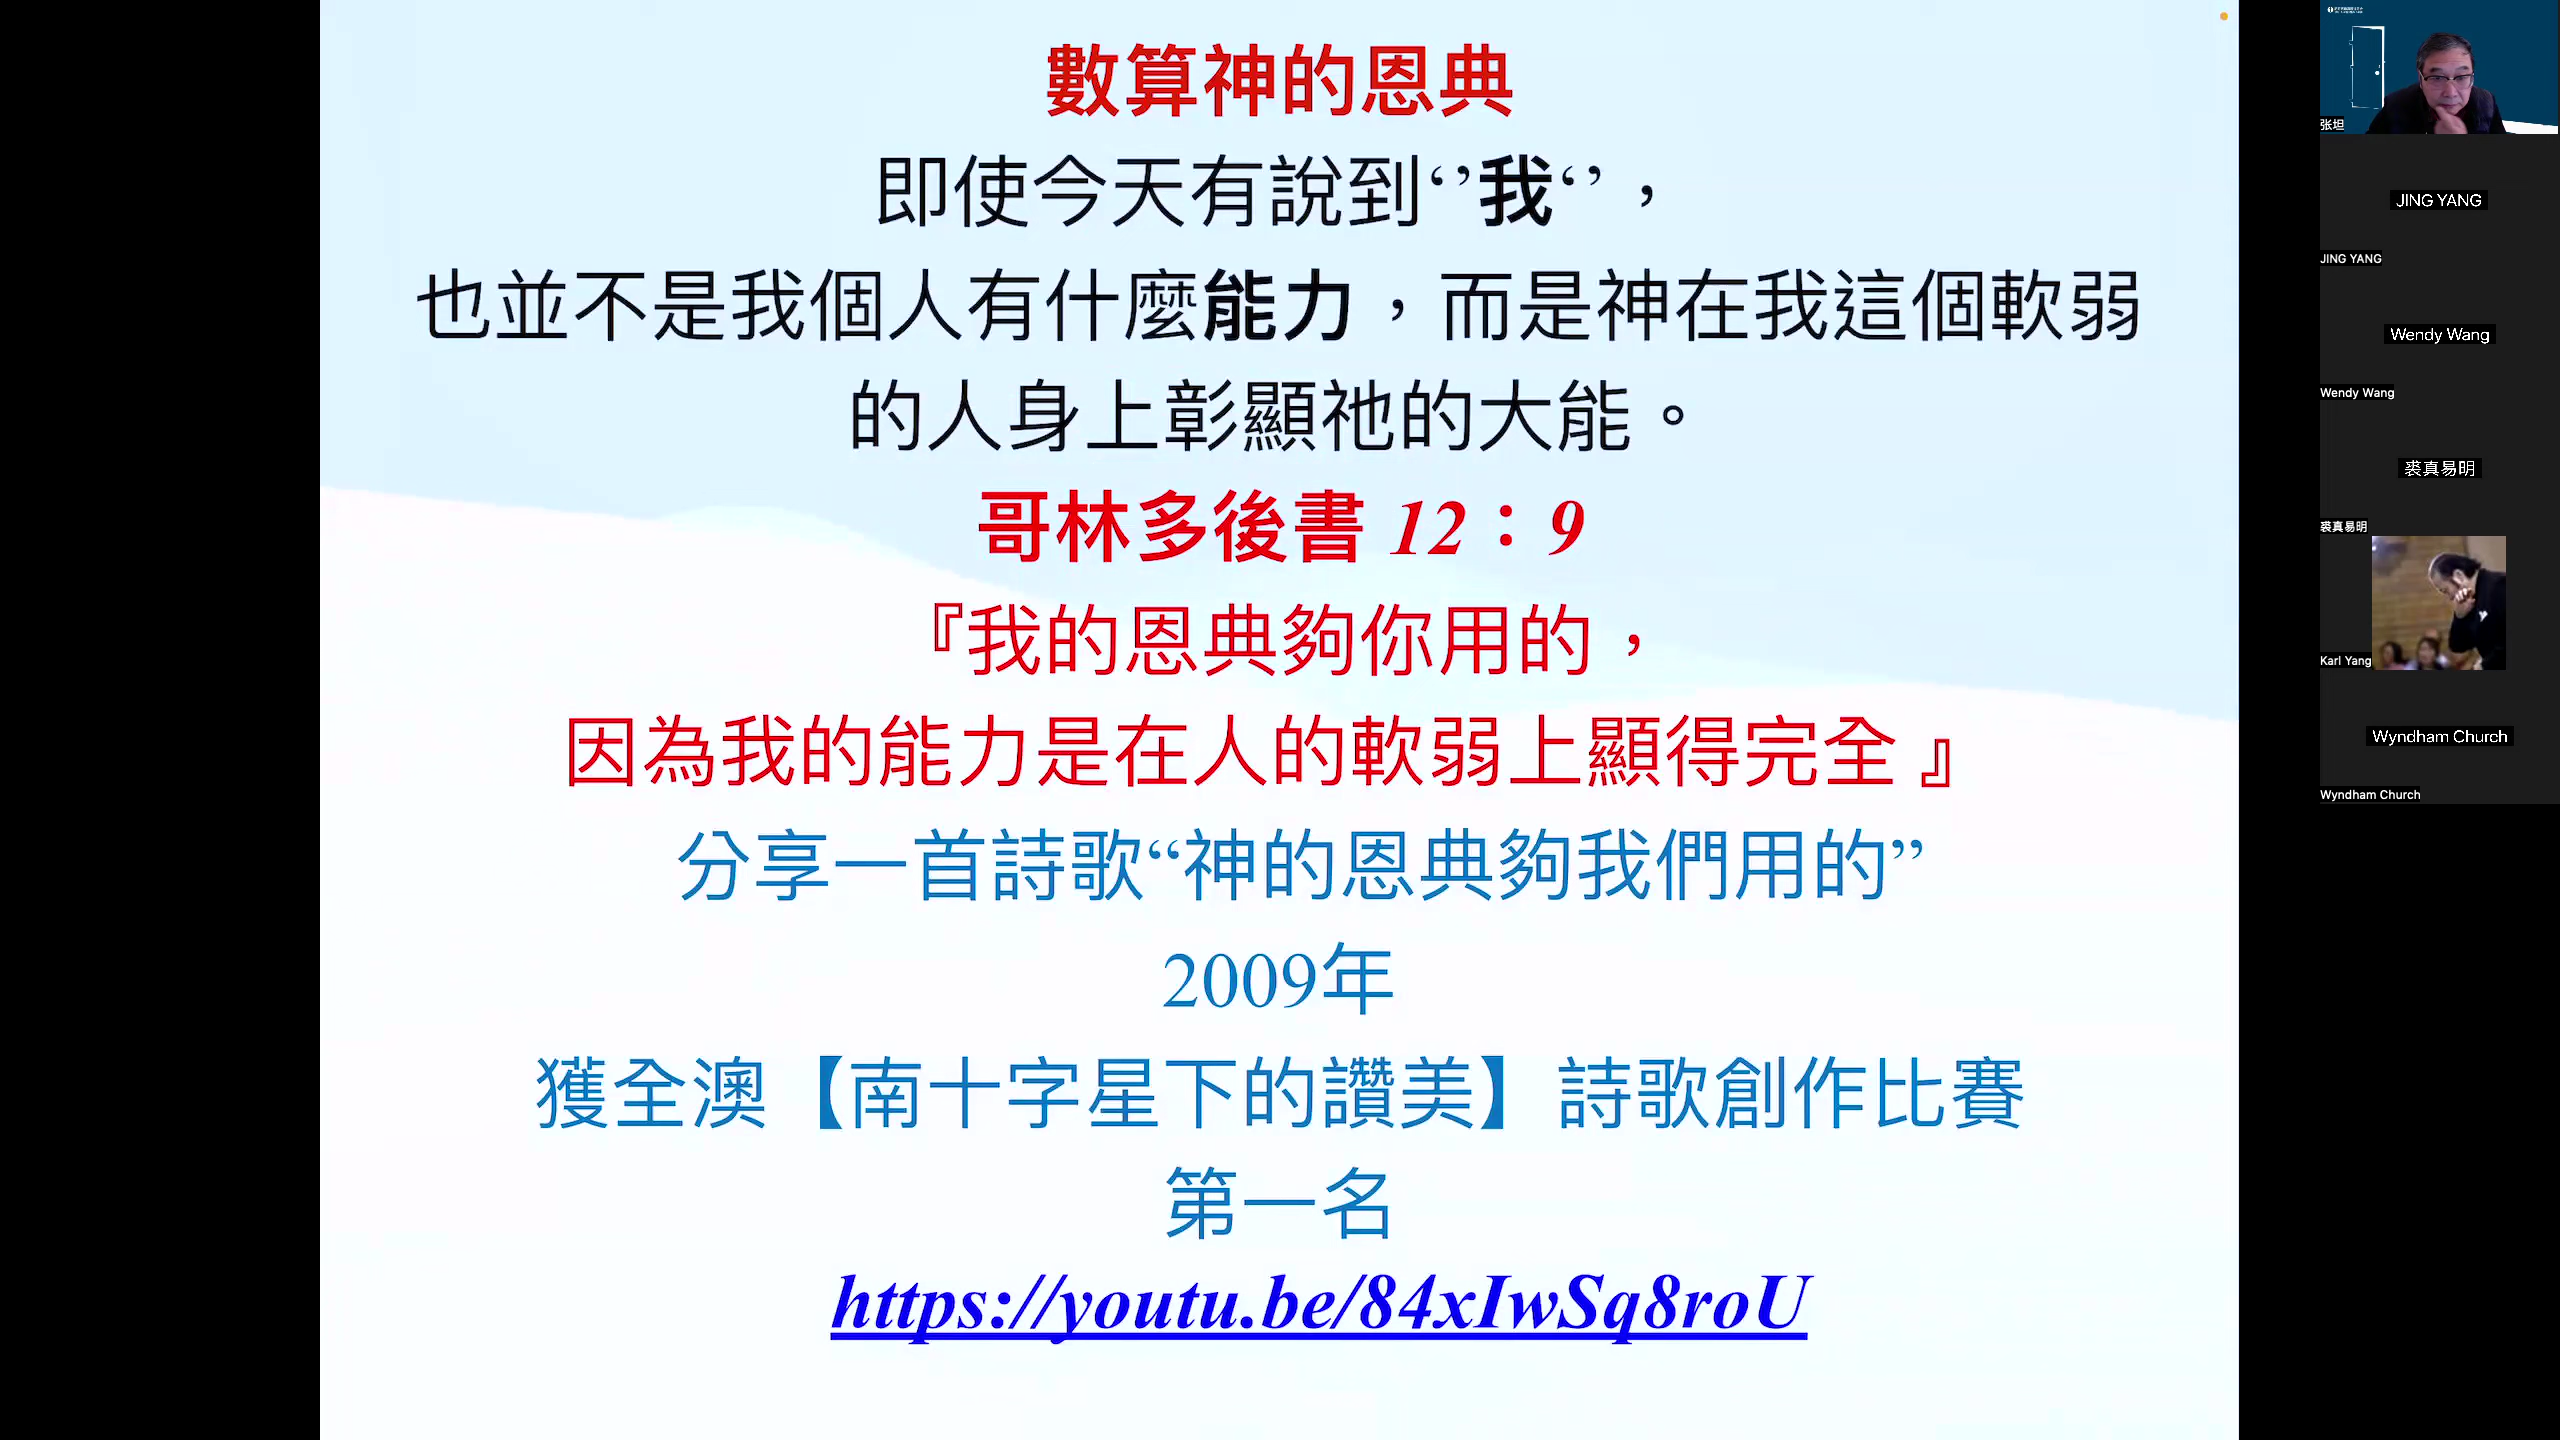 數算神的恩典
即使今天有說到‘’我‘’，
也並不是我個人有什麼能力，而是神在我這個軟弱
的人身上彰顯祂的大能。
哥林多後書 12：9
『我的恩典夠你用的，
因為我的能力是在人的軟弱上顯得完全 』
分享一首詩歌“神的恩典夠我們用的”
2009年
獲全澳【南十字星下的讚美】詩歌創作比賽
第一名
https://youtu.be/84xIwSq8roU
张坦
JING YANG
JING YANG
Wendy Wang
Wendy Wang
裘真易明
裘真易明
Karl Yang
Wyndham Church
Wyndham Church